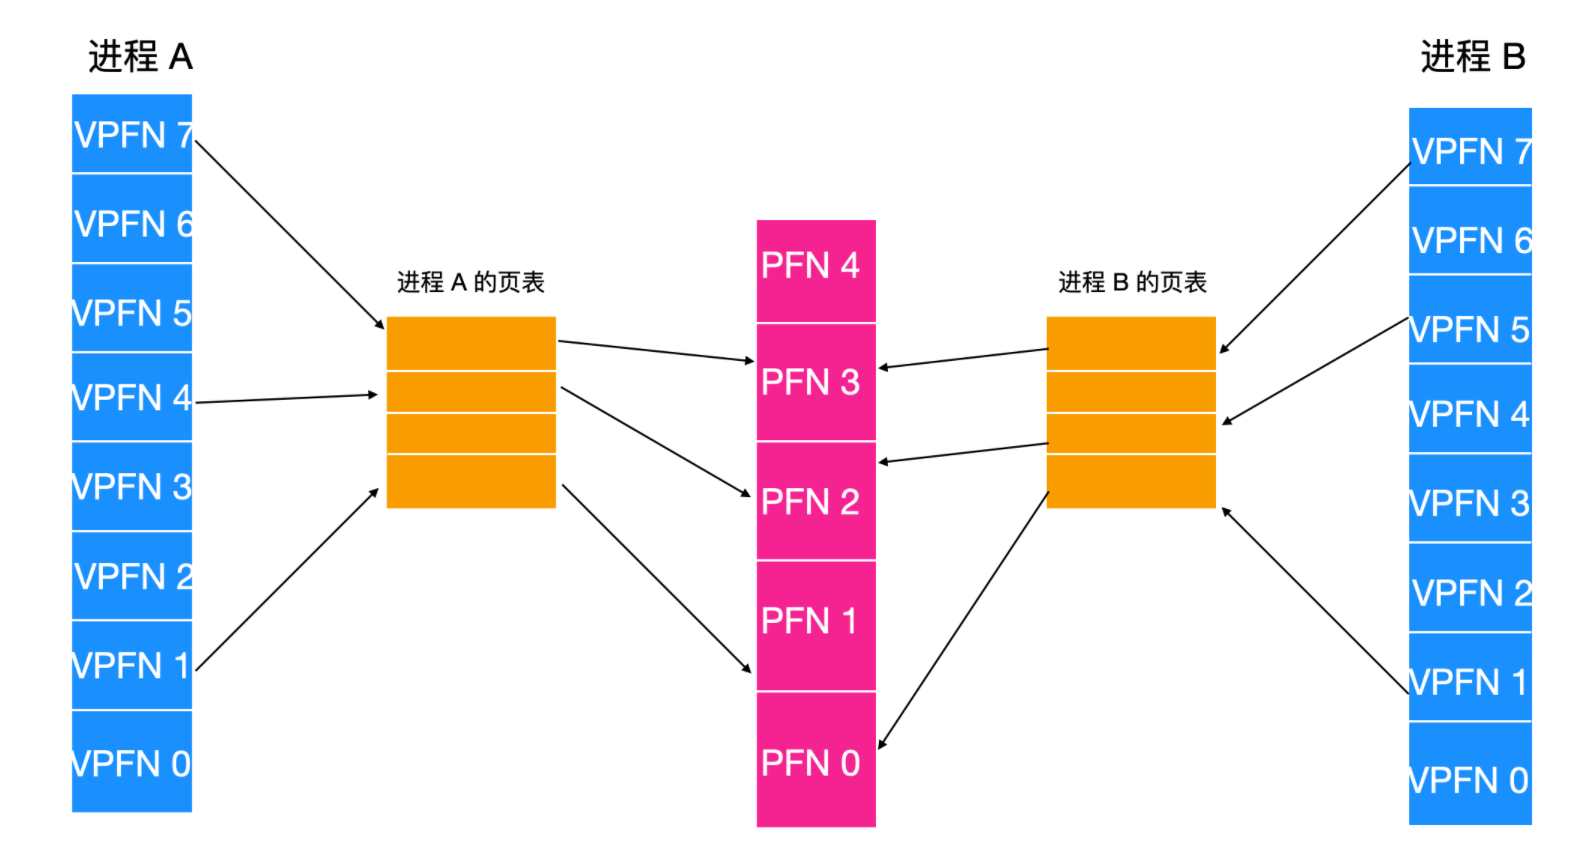 进程 A
VPFN 7
VPFN 6
VPFN 5
VPFN 4
VPFN 3
VPFN 2
VPFN 1
VPFN 0
进程 A 的页表
PFN 4
PFN 3
PFN 2
PFN 1
PFN 0
进程 B 的页表
进程 B
VPFN 7
VPFN 6
VPFN 5
VPFN 4
VPFN 3
VPFN 2
VPFN 1
VPFN 0